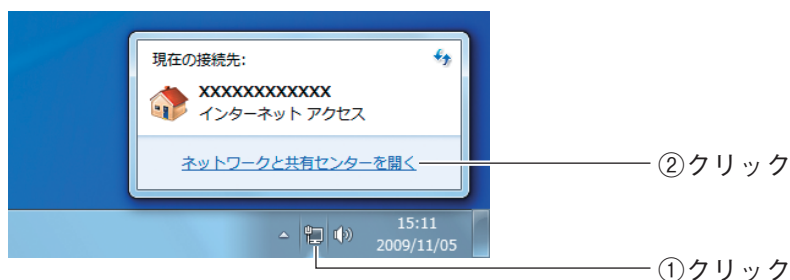 現在の接続先:
XXXXXXXXXXXX
インターネット アクセス
ネットワークと共有センターを開く
②クリック
15:11
2009/11/05
①クリック